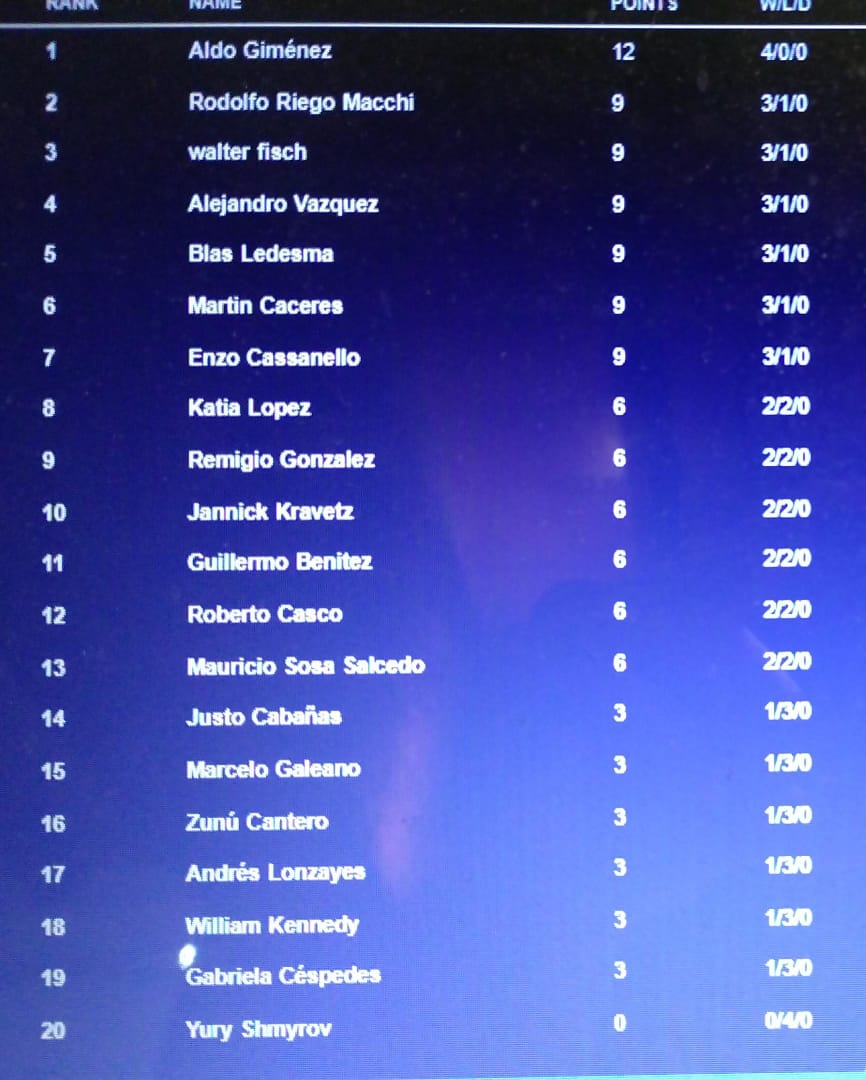 RANK NAME POINTS W/L/D
1 Aldo Giménez 12 4/0/0
2 Rodolfo Riego Macchi 9 3/1/0
3 walter fisch 9 3/1/0
4 Alejandro Vazquez 9 3/1/0
5 Blas Ledesma 9 3/1/0
6 Martin Caceres 9 3/1/0
7 Enzo Cassanello 9 3/1/0
8 Katia Lopez 6 2/2/0
9 Remigio Gonzalez 6 2/2/0
10 Jannick Kravetz 6 2/2/0
11 Guillermo Benitez 6 2/2/0
12 Roberto Casco 6 2/2/0
13 Mauricio Sosa Salcedo 6 2/2/0
14 Justo Cabañas 3 1/3/0
15 Marcelo Galeano 3 1/3/0
16 Zunú Cantero 3 1/3/0
17 Andrés Lonzayes 3 1/3/0
18 William Kennedy 3 1/3/0
19 Gabriela Céspedes 3 1/3/0
20 Yury Shmyrov 0 0/4/0